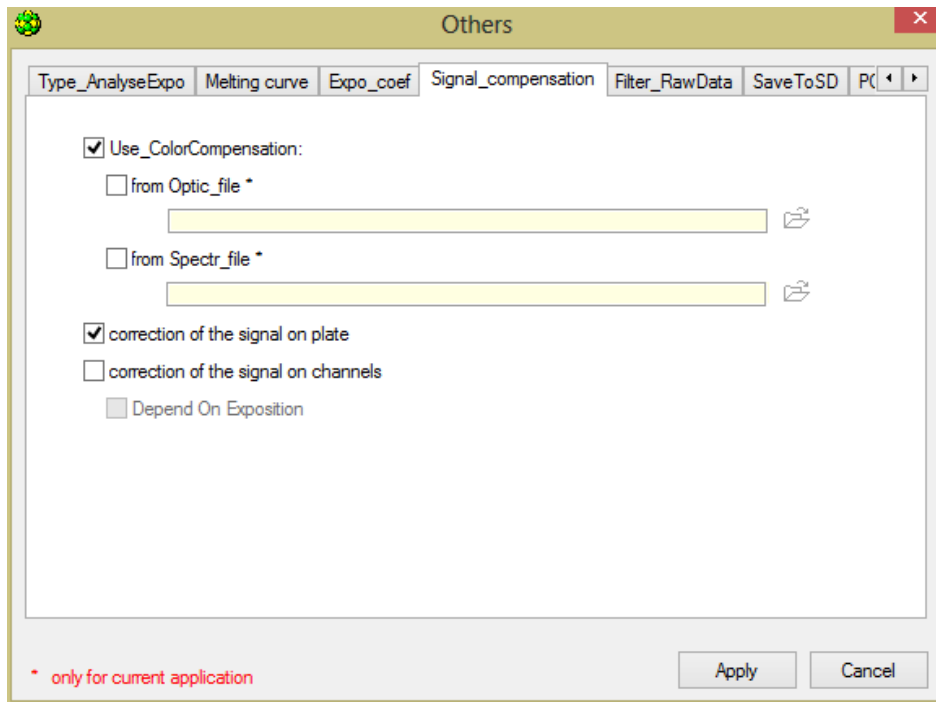 Others
Type_AnalyseExpo Melting curve Expo_coef Signal_compensation Filter_RawData SaveToSD
Use_ColorCompensation:
from Optic_file *
from Spectr_file *
correction of the signal on plate
correction of the signal on channels
Depend On Exposition
* only for current application
Apply Cancel